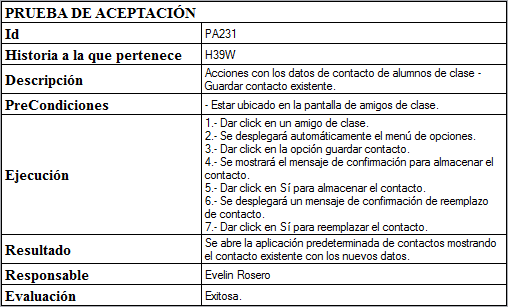 PRUEBA DE ACEPTACIÓN
Id PA231
Historia a la que pertenece H39W
Descripción Acciones con los datos de contacto de alumnos de clase -
Guardar contacto existente.
PreCondiciones - Estar ubicado en la pantalla de amigos de clase.
Ejecución
1.- Dar click en un amigo de clase.
2.- Se desplegará automáticamente el menú de opciones.
3.- Dar click en la opción guardar contacto.
4.- Se mostrará el mensaje de confirmación para almacenar el
contacto.
5.- Dar click en Sí para almacenar el contacto.
6.- Se desplegará un mensaje de confirmación de reemplazo
de contacto.
7.- Dar click en Sí para reemplazar el contacto.
Resultado Se abre la aplicación predeterminada de contactos mostrando
el contacto existente con los nuevos datos.
Responsable Evelin Rosero
Evaluación Exitosa.